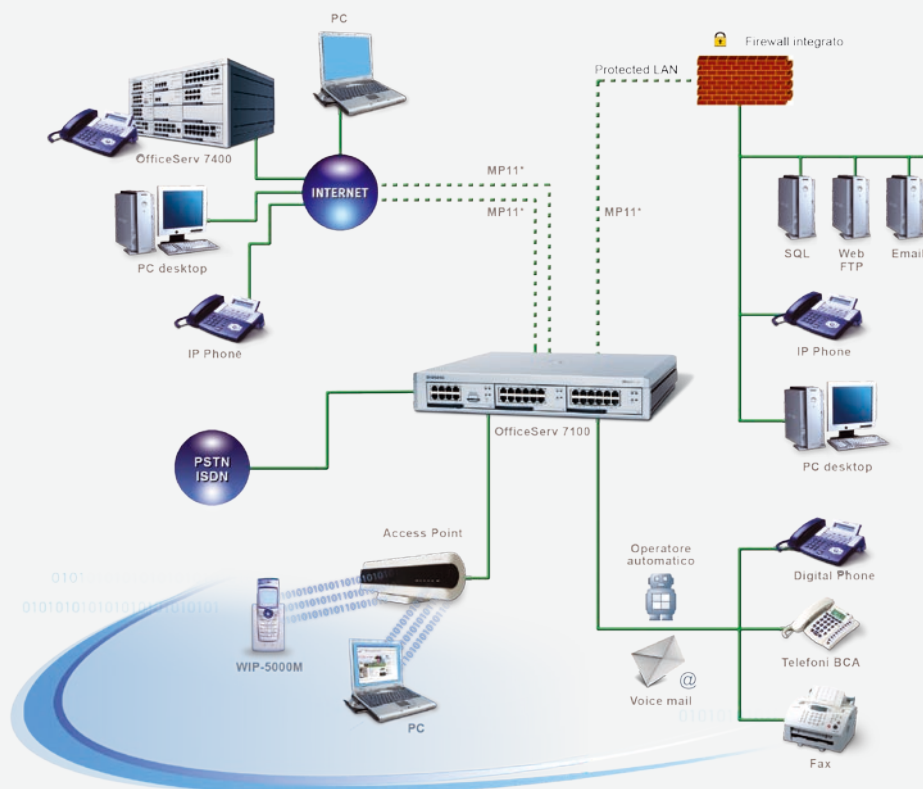 PC
Firewall integrato
Protected LAN
OfficeServ 7400
INTERNET
MP11*
MP11*
MP11*
PC desktop
SQL
Web
FTP
Email
IP Phone
IP Phone
OfficeServ 7100
PSTN
ISDN
PC desktop
Access Point
Operatore
automatico
Digital Phone
WIP-5000M
Telefoni BCA
@
Voice mail
PC
Fax